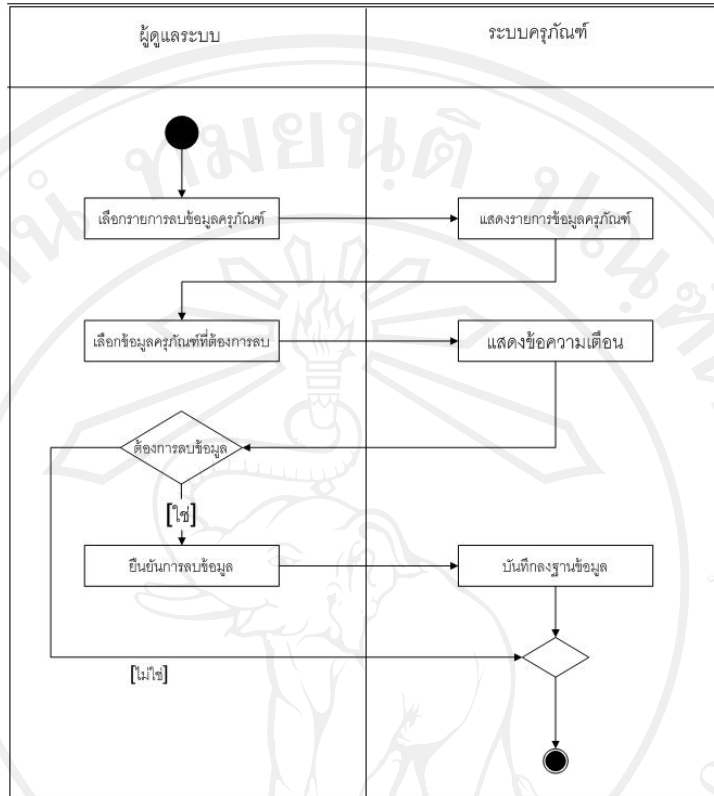 ผู้ดูแลระบบ
ระบบครุภัณฑ์
เลือกรายการลบข้อมูลครุภัณฑ์
แสดงรายการข้อมูลครุภัณฑ์
เลือกข้อมูลครุภัณฑ์ที่ต้องการลบ
แสดงข้อความเตือน
ต้องการลบข้อมูล
[ใช่]
ยืนยันการลบข้อมูล
บันทึกลงฐานข้อมูล
[ไม่ใช่]